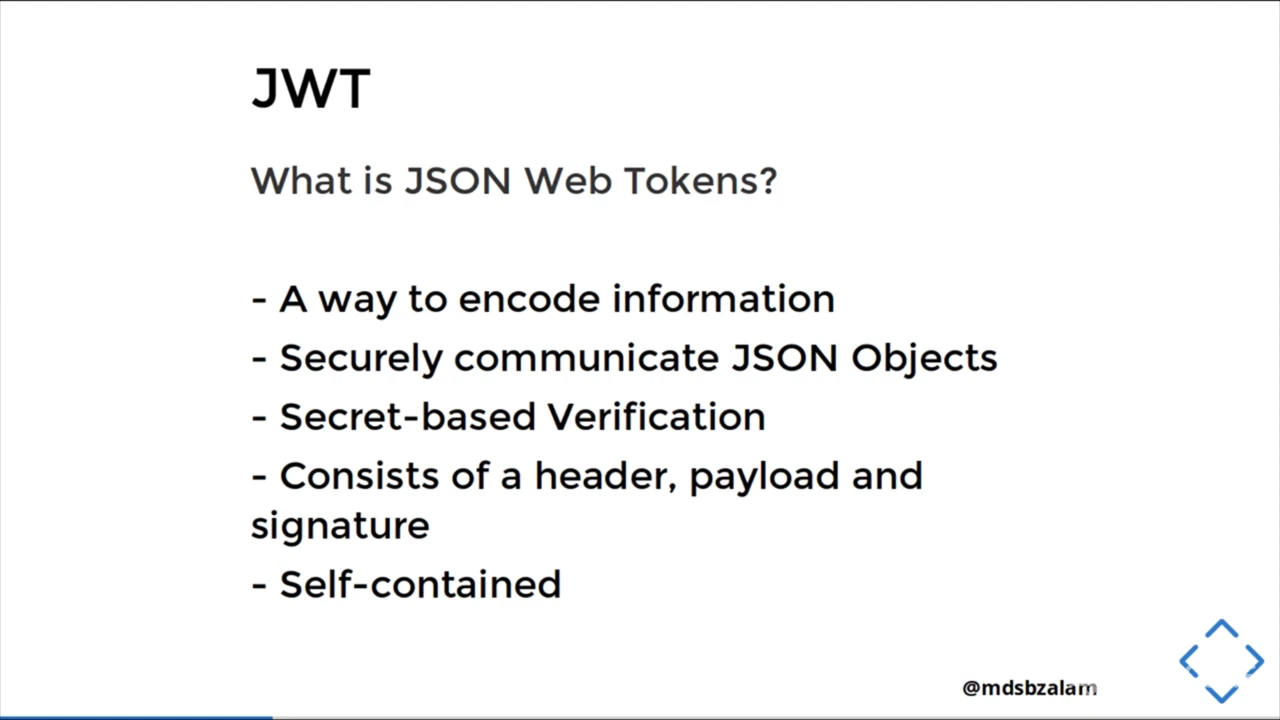 JWT
What is JSON Web Tokens?
- A way to encode information
- Securely communicate JSON Objects
- Secret-based Verification
- Consists of a header, payload and
signature
- Self-contained
@mdsbzalam